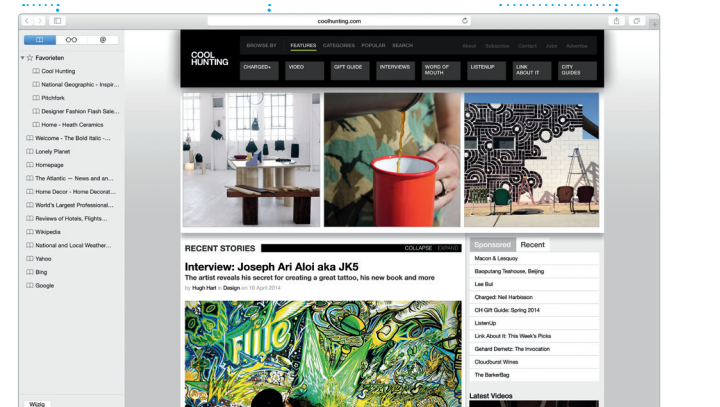 coolhunting.com
@
Favorieten
Cool Hunting
National Geographic - Inspir...
Pitchfork
Designer Fashion Flash Sale...
Home - Heath Ceramics
Welcome - The Bold Italic -...
Lonely Planet
Homepage
The Atlantic — News and an...
Home Decor - Home Decorat...
World's Largest Professional...
Reviews of Hotels, Flights...
Wikipedia
National and Local Weather...
Yahoo
Bing
Google
Wijzig
COOL
HUNTING
BROWSE BY FEATURES CATEGORIES POPULAR SEARCH
About Subscribe Contact Jobs Advertise
CHARGED+ VIDEO GIFT GUIDE INTERVIEWS WORD OF MOUTH LISTENUP LINK ABOUT IT CITY GUIDES
RECENT STORIES COLLAPSE EXPAND
Interview: Joseph Ari Aloi aka JK5
The artist reveals his secret for creating a great tattoo, his new book and more
by Hugh Hart in Design on 10 April 2014
Sponsored Recent
Macon & Lesquoy
Baoputang Teahouse, Beijing
Lee Bul
Charged: Neil Harbisson
CH Gift Guide: Spring 2014
ListenUp
Link About It: This Week's Picks
Gehard Demetz: The Invocation
Cloudburst Wines
The BarkerBag
Latest Videos